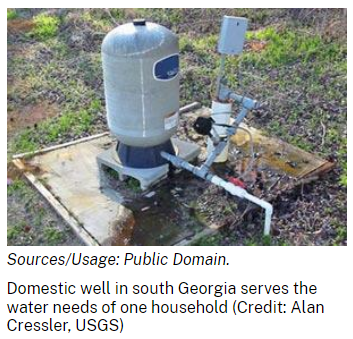 Sources/Usage: Public Domain.
Domestic well in south Georgia serves the
water needs of one household (Credit: Alan
Cressler, USGS)